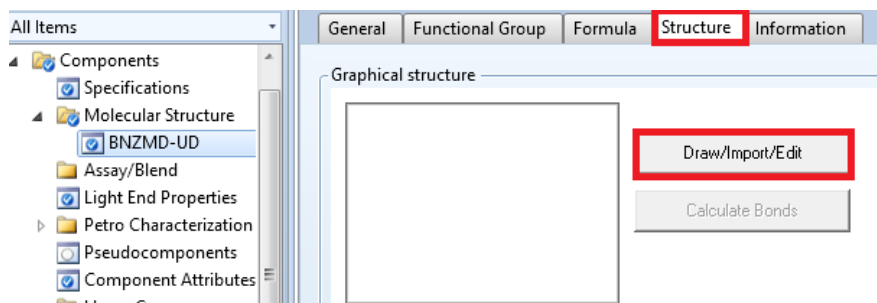 All Items
Components
Specifications
Molecular Structure
BNZMD-UD
Assay/Blend
Light End Properties
Petro Characterization
Pseudocomponents
Component Attributes
General Functional Group Formula Structure Information
Graphical structure
Draw/Import/Edit
Calculate Bonds